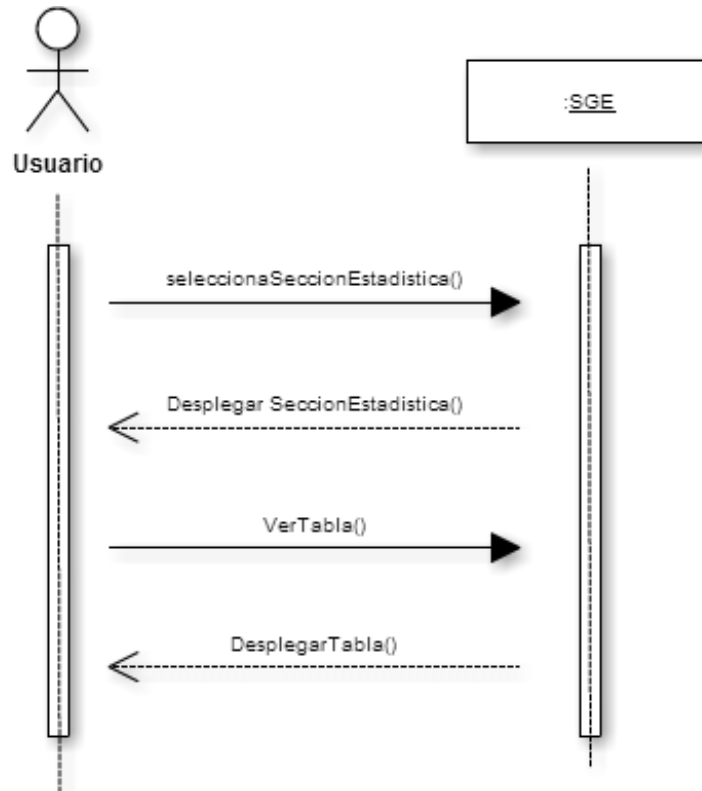 :SGE
Usuario
seleccionaSeccionEstadistica()
Desplegar SeccionEstadistica()
VerTabla()
DesplegarTabla()